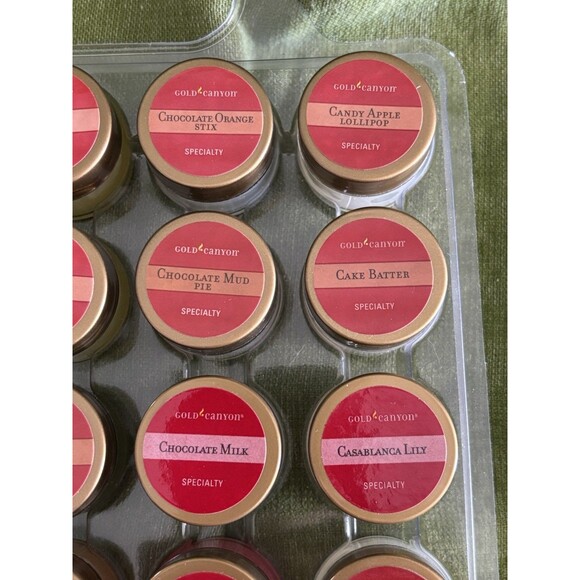 GOLD CANYON®
CHOCOLATE ORANGE
STIX
SPECIALTY
GOLD CANYON®
CANDY APPLE
LOLLIPOP
SPECIALTY
GOLD CANYON®
CHOCOLATE MUD
PIE
SPECIALTY
GOLD CANYON®
CAKE BATTER
SPECIALTY
GOLD CANYON®
CHOCOLATE MILK
SPECIALTY
GOLD CANYON®
CASABLANCA LILY
SPECIALTY